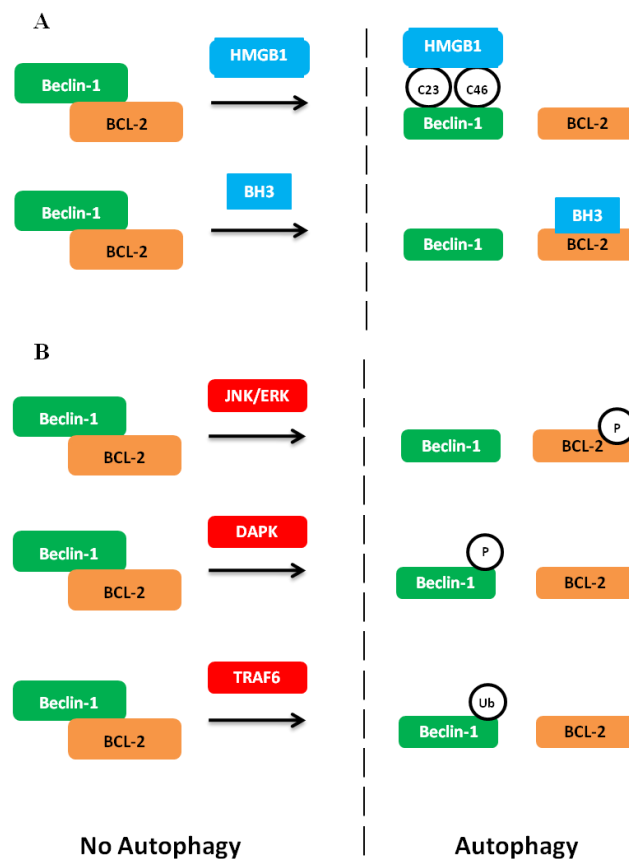 A
HMGB1
HMGB1
Beclin-1
C23 C46
BCL-2
Beclin-1
BCL-2
BH3
Beclin-1
BH3
BCL-2
Beclin-1
BCL-2
B
JNK/ERK
Beclin-1
P
BCL-2
Beclin-1
BCL-2
DAPK
Beclin-1
P
BCL-2
Beclin-1
BCL-2
TRAF6
Beclin-1
Ub
BCL-2
Beclin-1
BCL-2
No Autophagy
Autophagy